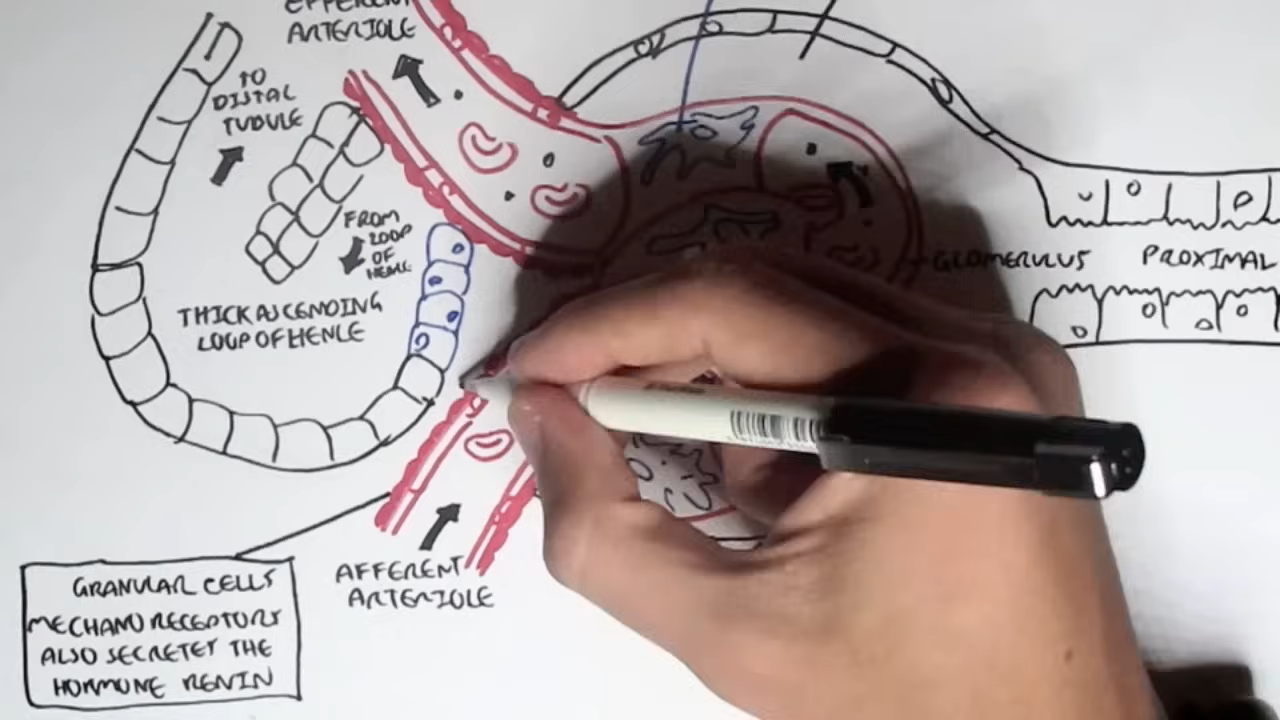 EFFERENT
ARTERIOLE
TO
DISTAL
TUBULE
FROM
LOOP
OF
HENLE
THICK ASCENDING
LOOP OF HENLE
GLOMERULUS
PROXIMAL
AFFERENT
ARTERIOLE
GRANULAR CELLS
MECHANORECEPTORS
ALSO SECRETES THE
HORMONE RENIN